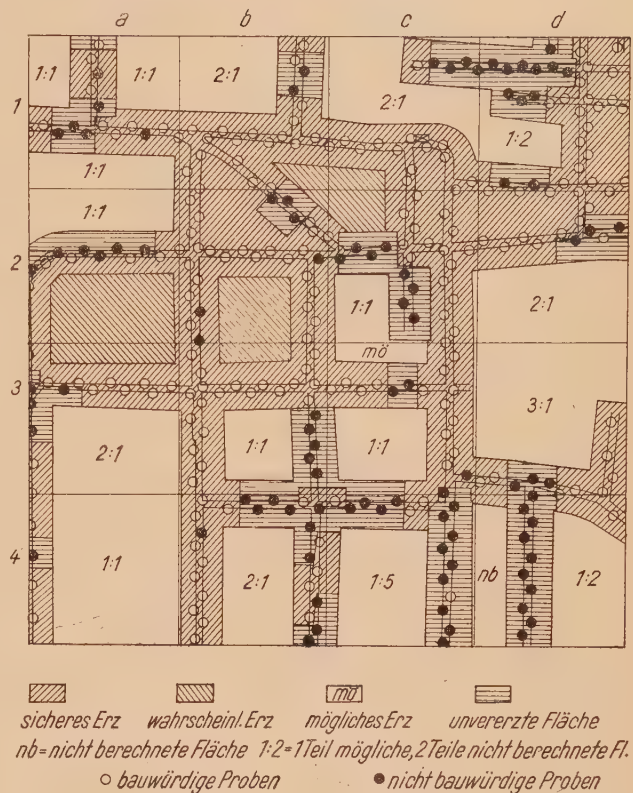 a b c d
1:1 1:1 2:1
1 2:1 1:2
1:1
1:1
2 1:1 2:1
mö
3 3:1
2:1 1:1 1:1
4 1:1 2:1 1:5 nb 1:2
mö
sicheres Erz wahrscheinl. Erz mögliches Erz unvererzte Fläche
nb = nicht berechnete Fläche 1:2 = 1 Teil mögliche, 2 Teile nicht berechnete Fl.
○ bauwürdige Proben ● nicht bauwürdige Proben